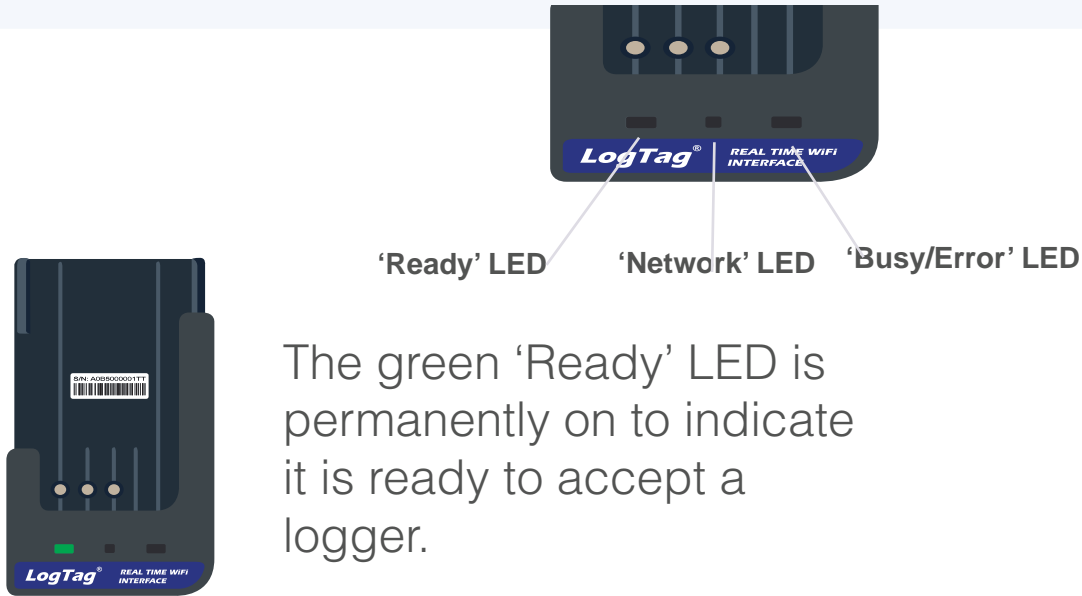 LogTag® REAL TIME WiFi
INTERFACE
‘Ready’ LED ‘Network’ LED ‘Busy/Error’ LED
The green ‘Ready’ LED is
permanently on to indicate
it is ready to accept a
logger.
S/N: A0B5000001TT
LogTag® REAL TIME WiFi
INTERFACE